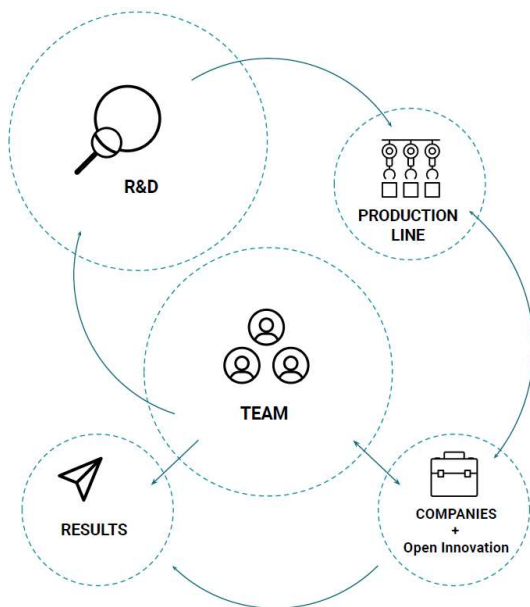 R&D
PRODUCTION
LINE
TEAM
RESULTS
COMPANIES
+
Open Innovation